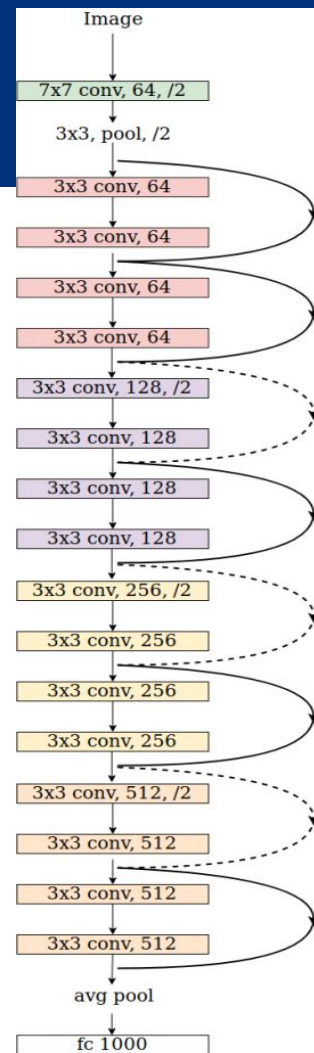 Image
7x7 conv, 64, /2
3x3, pool, /2
3x3 conv, 64
3x3 conv, 64
3x3 conv, 64
3x3 conv, 64
3x3 conv, 128, /2
3x3 conv, 128
3x3 conv, 128
3x3 conv, 128
3x3 conv, 256, /2
3x3 conv, 256
3x3 conv, 256
3x3 conv, 256
3x3 conv, 512, /2
3x3 conv, 512
3x3 conv, 512
3x3 conv, 512
avg pool
fc 1000